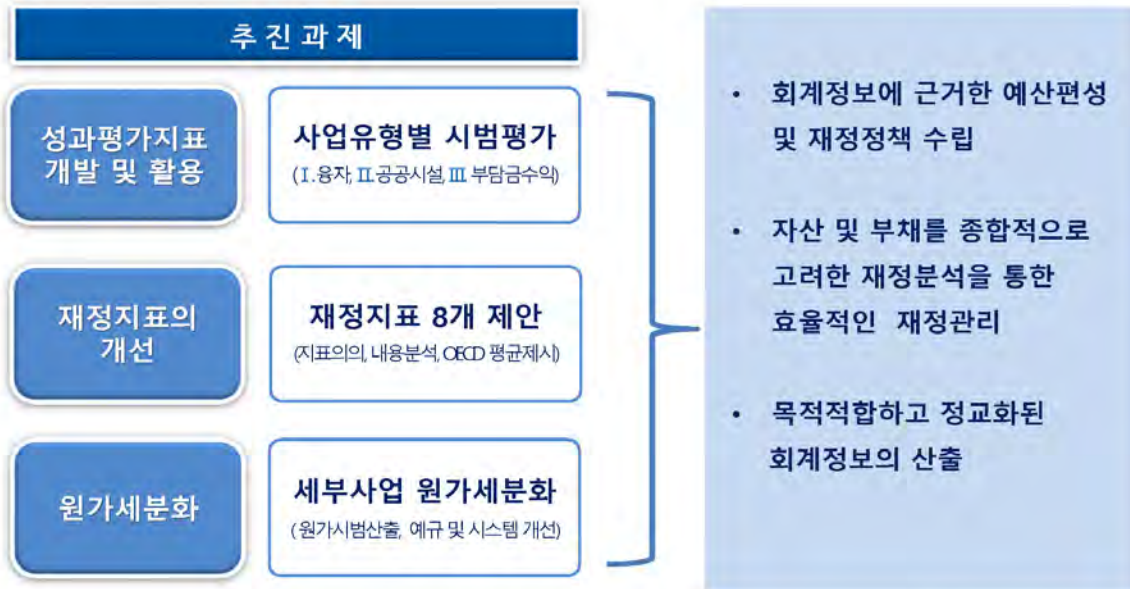 추진과제
성과평가지표
개발 및 활용
사업유형별 시범평가
(Ⅰ.융자, Ⅱ.공공시설, Ⅲ 부담금수익)
재정지표의
개선
재정지표 8개 제안
(지표의의, 내용분석, OECD 평균제시)
원가세분화
세부사업 원가세분화
(원가시범산출, 예규 및 시스템 개선)
• 회계정보에 근거한 예산편성
및 재정정책 수립
• 자산 및 부채를 종합적으로
고려한 재정분석을 통한
효율적인 재정관리
• 목적적합하고 정교화된
회계정보의 산출